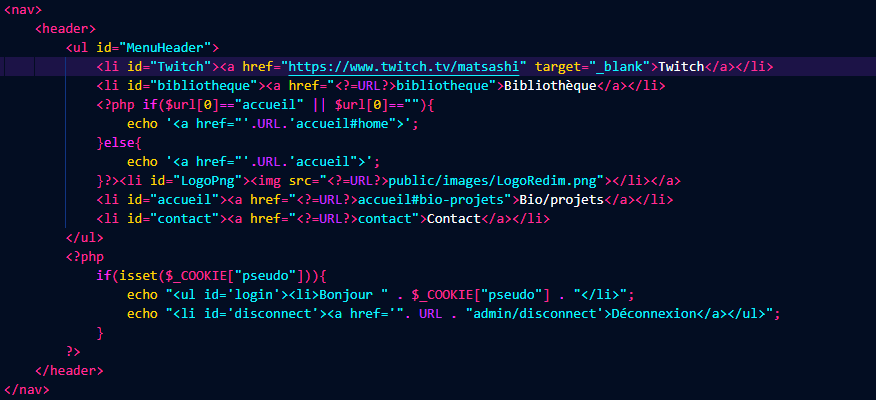 <nav>
<header>
<ul id="MenuHeader">
<li id="Twitch"><a href="https://www.twitch.tv/matsashi" target="_blank">Twitch</a></li>
<li id="bibliotheque"><a href="<?=URL?>bibliotheque">Bibliothèque</a></li>
<?php if($url[0]=="accueil" || $url[0]==""){
echo '<a href="'.URL.'accueil#home">';
}else{
echo '<a href="'.URL.'accueil">';
}?><li id="LogoPng"><img src="<?=URL?>public/images/LogoRedim.png"></li></a>
<li id="accueil"><a href="<?=URL?>accueil#bio-projets">Bio/projets</a></li>
<li id="contact"><a href="<?=URL?>contact">Contact</a></li>
</ul>
<?php
if(isset($_COOKIE["pseudo"])){
echo "<ul id='login'><li>Bonjour " . $_COOKIE["pseudo"] . "</li>";
echo "<li id='disconnect'><a href='". URL . "admin/disconnect'>Déconnexion</a></ul>";
}
?>
</header>
</nav>